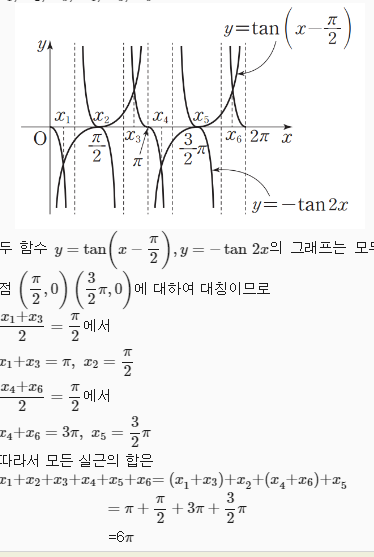 y=tan(x-π/2)
y
x₁ x₂ x₄ x₅
O π/2 x₃ π 3/2π x₆ 2π x
y=-tan2x
두 함수 y=tan(x-π/2), y=-tan 2x의 그래프는 모두
점 (π/2, 0) (3/2π, 0)에 대하여 대칭이므로
x₁+x₃/2 = π/2 에서
x₁+x₃ = π, x₂ = π/2
x₄+x₆/2 = π/2 에서
x₄+x₆ = 3π, x₅ = 3/2π
따라서 모든 실근의 합은
x₁+x₂+x₃+x₄+x₅+x₆= (x₁+x₃)+x₂+(x₄+x₆)+x₅
= π + π/2 + 3π + 3/2π
=6π